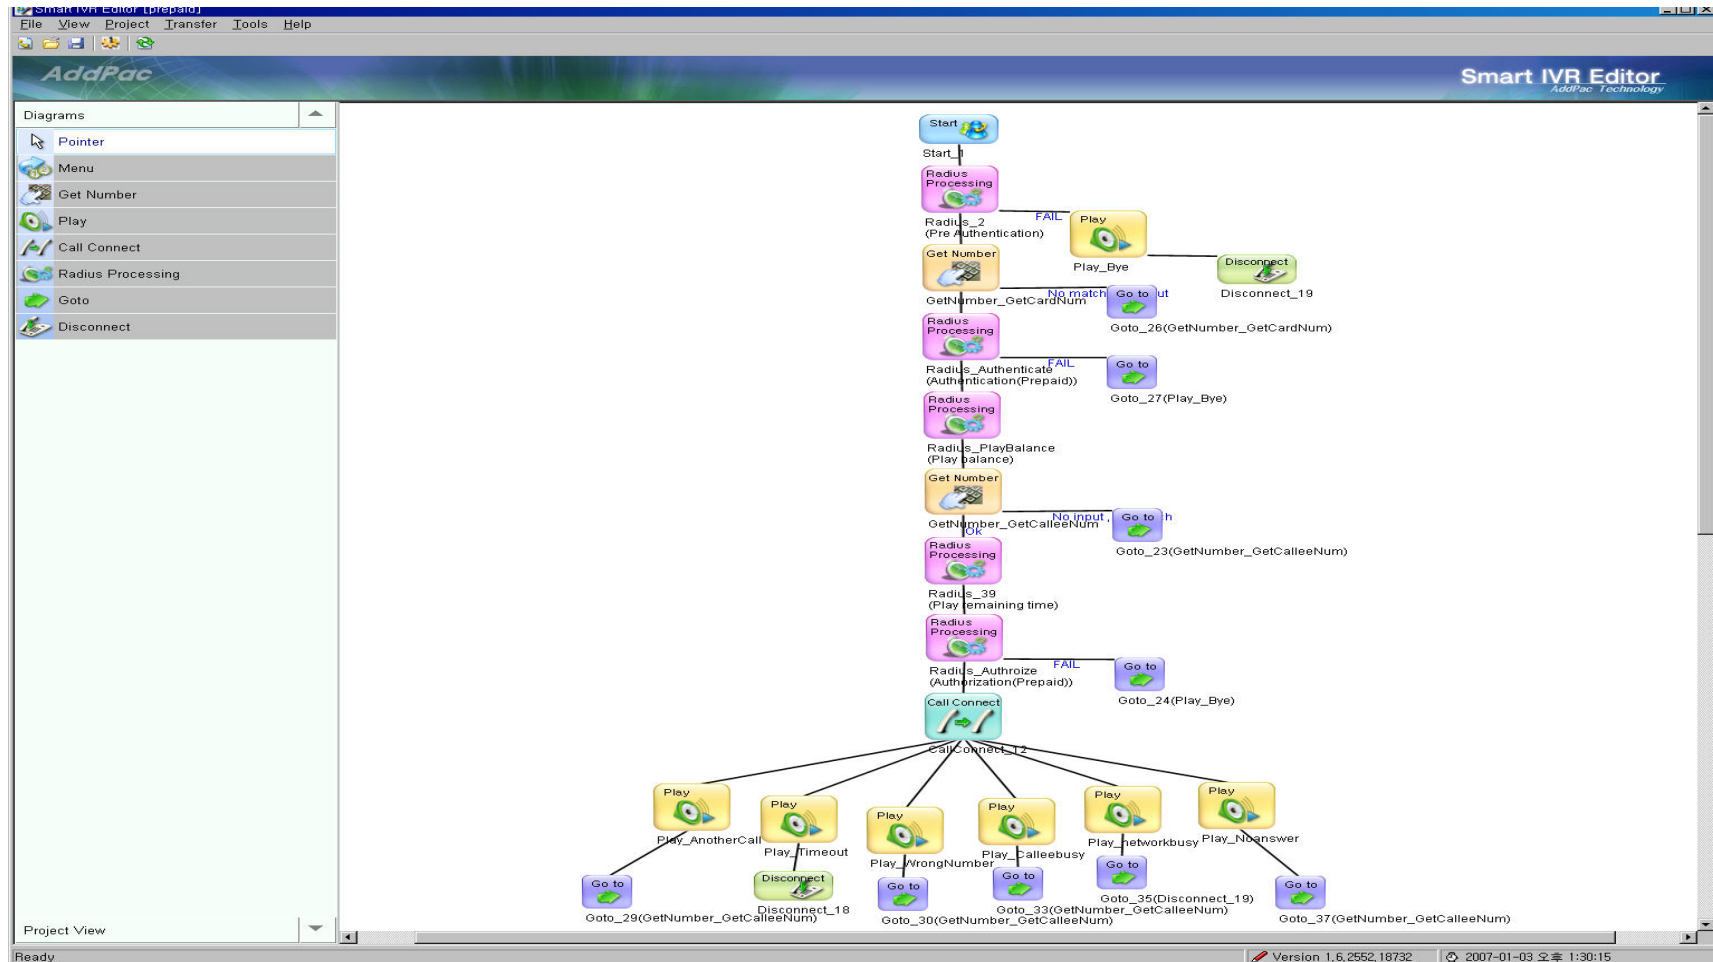 Smart IVR Editor [prepaid]
File View Project Transfer Tools Help
AddPac
Smart IVR Editor
AddPac Technology
Diagrams
Pointer
Menu
Get Number
Play
Call Connect
Radius Processing
Goto
Disconnect
Project View
Start
Start_1
Radius
Processing
Radius_2
(Pre Authentication)
FAIL
Play
Play_Bye
Disconnect
Disconnect_19
Get Number
GetNumber_GetCardNum
No match
Go to
ut
Goto_26(GetNumber_GetCardNum)
Radius
Processing
Radius_Authenticate
(Authentication(Prepaid))
FAIL
Go to
Goto_27(Play_Bye)
Radius
Processing
Radius_PlayBalance
(Play balance)
Get Number
GetNumber_GetCalleeNum
No input ,
Go to
h
Goto_23(GetNumber_GetCalleeNum)
Ok
Radius
Processing
Radius_39
(Play remaining time)
Radius
Processing
Radius_Authroize
(Authorization(Prepaid))
FAIL
Go to
Goto_24(Play_Bye)
Call Connect
CallConnect_12
Play
Play_AnotherCall
Play
Play_Timeout
Play
Play_WrongNumber
Play
Play_Calleebusy
Play
Play_networkbusy
Play
Play_Noanswer
Go to
Goto_29(GetNumber_GetCalleeNum)
Disconnect
Disconnect_18
Go to
Goto_30(GetNumber_GetCalleeNum)
Go to
Goto_33(GetNumber_GetCalleeNum)
Go to
Goto_35(Disconnect_19)
Go to
Goto_37(GetNumber_GetCalleeNum)
Ready
Version 1,6,2552,18732
2007-01-03 오후 1:30:15